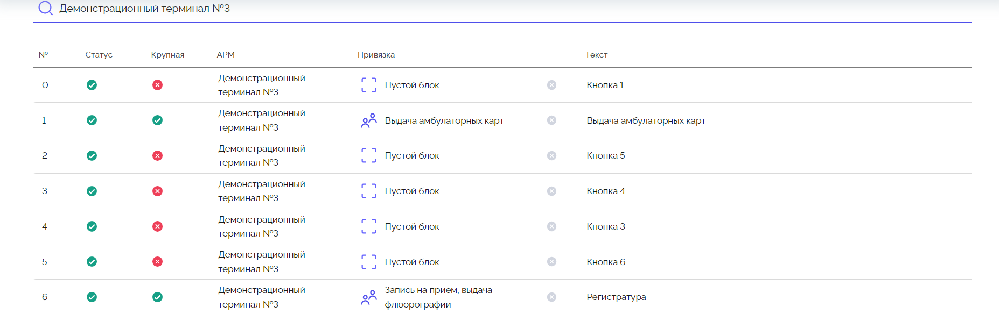 Демонстрационный терминал №3
№ Статус Крупная АРМ Привязка Текст
0 Демонстрационный терминал №3 Пустой блок Кнопка 1
1 Демонстрационный терминал №3 Выдача амбулаторных карт Выдача амбулаторных карт
2 Демонстрационный терминал №3 Пустой блок Кнопка 5
3 Демонстрационный терминал №3 Пустой блок Кнопка 4
4 Демонстрационный терминал №3 Пустой блок Кнопка 3
5 Демонстрационный терминал №3 Пустой блок Кнопка 6
6 Демонстрационный терминал №3 Запись на прием, выдача флюорографии Регистратура